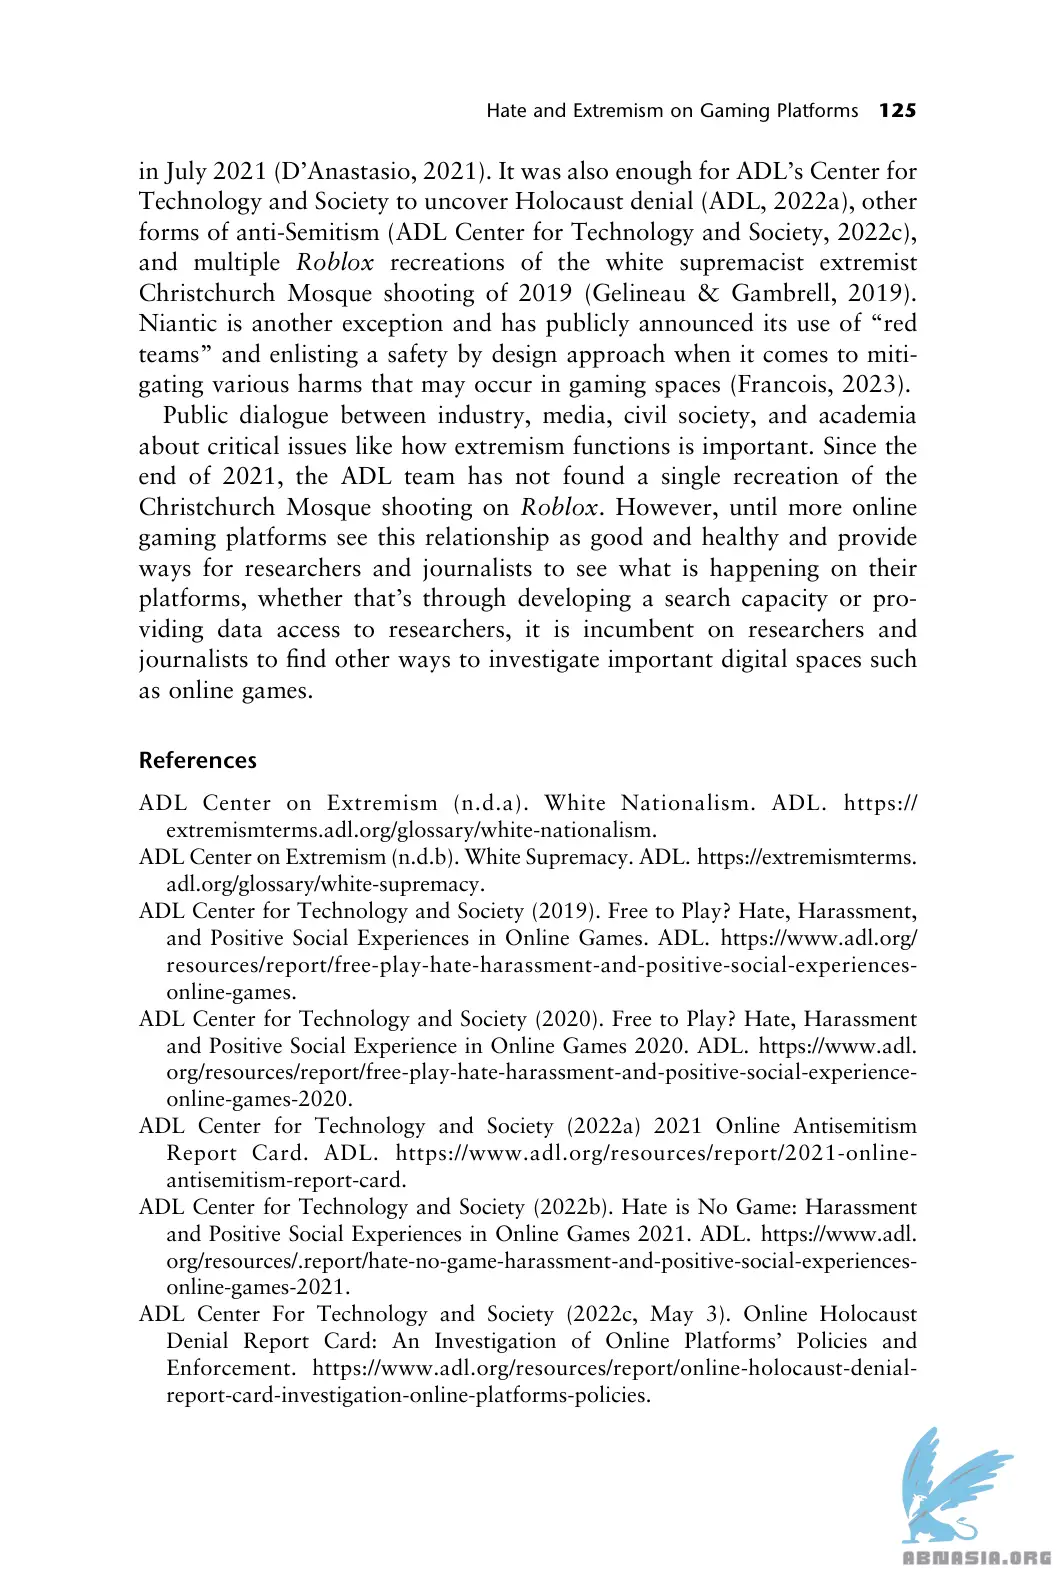 Hate and Extremism on Gaming Platforms 125
in July 2021 (D’Anastasio, 2021). It was also enough for ADL’s Center for
Technology and Society to uncover Holocaust denial (ADL, 2022a), other
forms of anti-Semitism (ADL Center for Technology and Society, 2022c),
and multiple Roblox recreations of the white supremacist extremist
Christchurch Mosque shooting of 2019 (Gelineau & Gambrell, 2019).
Niantic is another exception and has publicly announced its use of “red
teams” and enlisting a safety by design approach when it comes to miti-
gating various harms that may occur in gaming spaces (Francois, 2023).
Public dialogue between industry, media, civil society, and academia
about critical issues like how extremism functions is important. Since the
end of 2021, the ADL team has not found a single recreation of the
Christchurch Mosque shooting on Roblox. However, until more online
gaming platforms see this relationship as good and healthy and provide
ways for researchers and journalists to see what is happening on their
platforms, whether that’s through developing a search capacity or pro-
viding data access to researchers, it is incumbent on researchers and
journalists to find other ways to investigate important digital spaces such
as online games.
References
ADL Center on Extremism (n.d.a). White Nationalism. ADL. https://
extremismterms.adl.org/glossary/white-nationalism.
ADL Center on Extremism (n.d.b). White Supremacy. ADL. https://extremismterms.
adl.org/glossary/white-supremacy.
ADL Center for Technology and Society (2019). Free to Play? Hate, Harassment,
and Positive Social Experiences in Online Games. ADL. https://www.adl.org/
resources/report/free-play-hate-harassment-and-positive-social-experiences-
online-games.
ADL Center for Technology and Society (2020). Free to Play? Hate, Harassment
and Positive Social Experience in Online Games 2020. ADL. https://www.adl.
org/resources/report/free-play-hate-harassment-and-positive-social-experience-
online-games-2020.
ADL Center for Technology and Society (2022a) 2021 Online Antisemitism
Report Card. ADL. https://www.adl.org/resources/report/2021-online-
antisemitism-report-card.
ADL Center for Technology and Society (2022b). Hate is No Game: Harassment
and Positive Social Experiences in Online Games 2021. ADL. https://www.adl.
org/resources/.report/hate-no-game-harassment-and-positive-social-experiences-
online-games-2021.
ADL Center For Technology and Society (2022c, May 3). Online Holocaust
Denial Report Card: An Investigation of Online Platforms’ Policies and
Enforcement. https://www.adl.org/resources/report/online-holocaust-denial-
report-card-investigation-online-platforms-policies.
ABNASIA.ORG